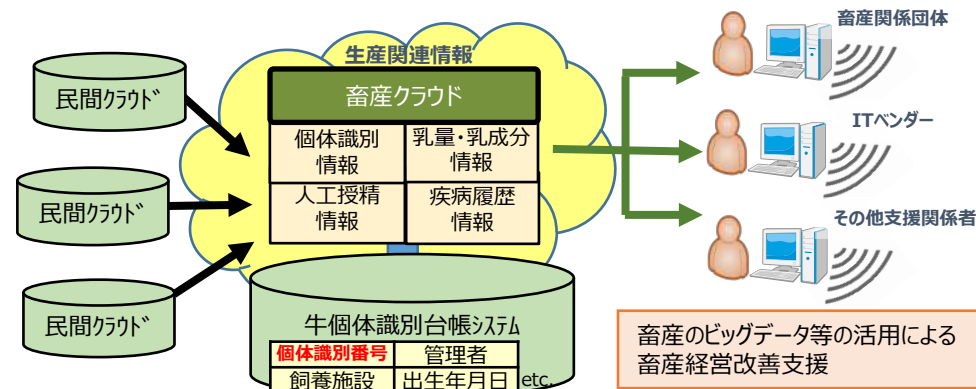 生産関連情報
畜産クラウド
個体識別
情報
乳量・乳成分
情報
人工授精
情報
疾病履歴
情報
民間クラウド
民間クラウド
民間クラウド
牛個体識別台帳システム
個体識別番号
管理者
飼養施設
出生年月日
etc.
畜産関係団体
ITベンダー
その他支援関係者
畜産のビッグデータ等の活用による
畜産経営改善支援